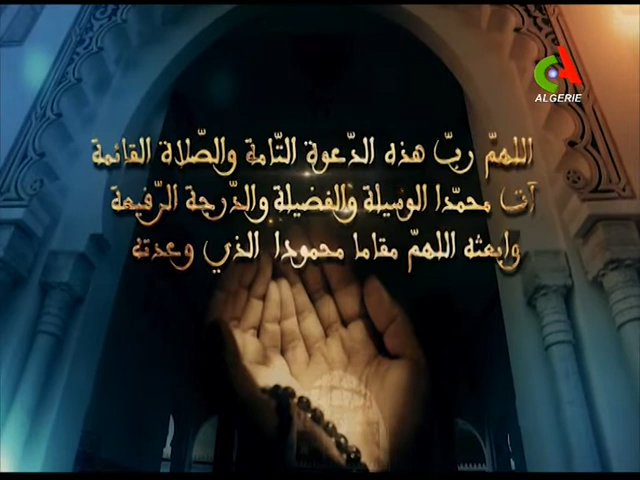 ALGERIE
اللهمّ ربّ هذه الدّعوة التّامة والصّلاة القائمة
آت محمّدا الوسيلة والفضيلة والدّرجة الرّفيعة
وابعثه اللهمّ مقاما محمودا الذي وعدته